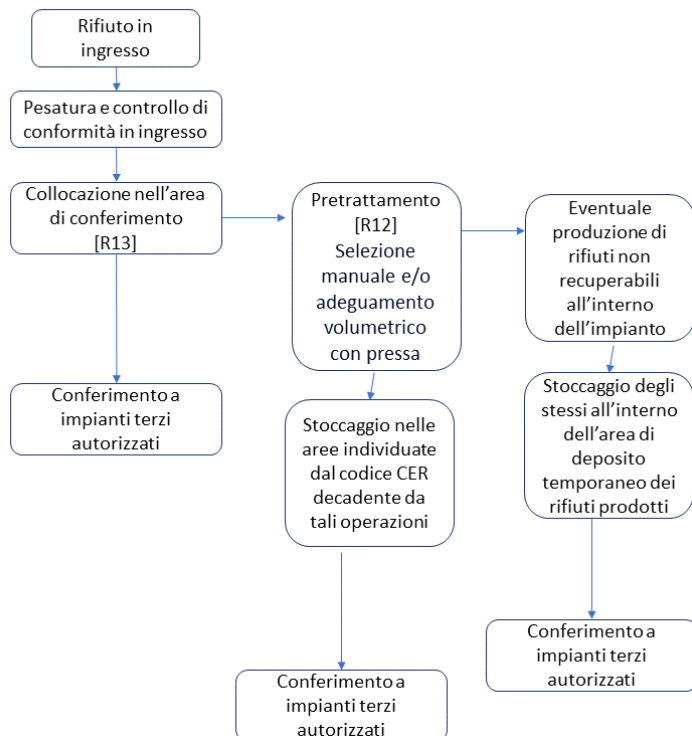 Rifiuto in
ingresso
Pesatura e controllo di
conformità in ingresso
Collocazione nell’area
di conferimento
[R13]
Conferimento a
impianti terzi
autorizzati
Pretrattamento
[R12]
Selezione
manuale e/o
adeguamento
volumetrico
con pressa
Stoccaggio nelle
aree individuate
dal codice CER
decadente da
tali operazioni
Conferimento a
impianti terzi
autorizzati
Eventuale
produzione di
rifiuti non
recuperabili
all’interno
dell’impianto
Stoccaggio degli
stessi all’interno
dell’area di
deposito
temporaneo dei
rifiuti prodotti
Conferimento a
impianti terzi
autorizzati